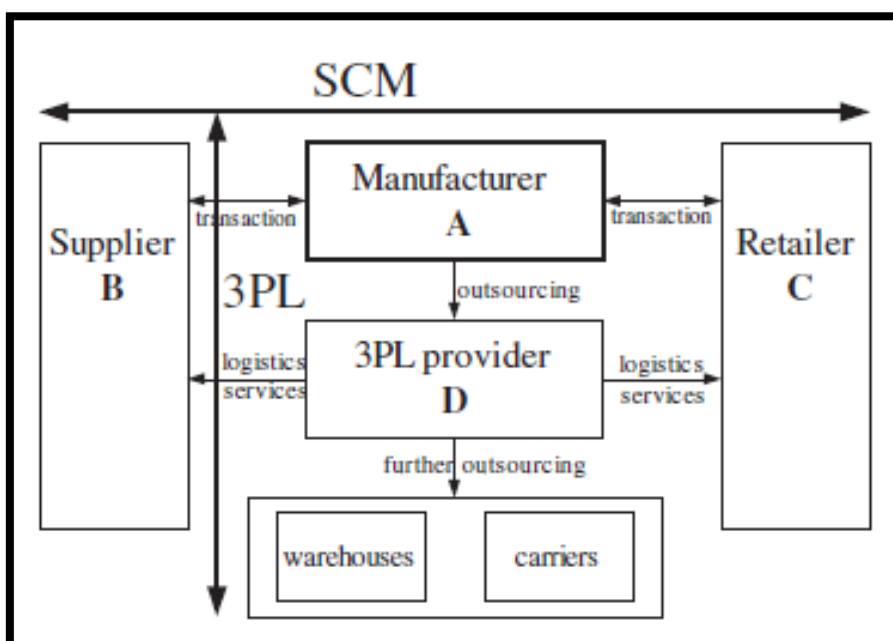 SCM
Manufacturer
A
transaction
transaction
Supplier
B
Retailer
C
3PL
outsourcing
3PL provider
D
logistics
services
logistics
services
further outsourcing
warehouses
carriers